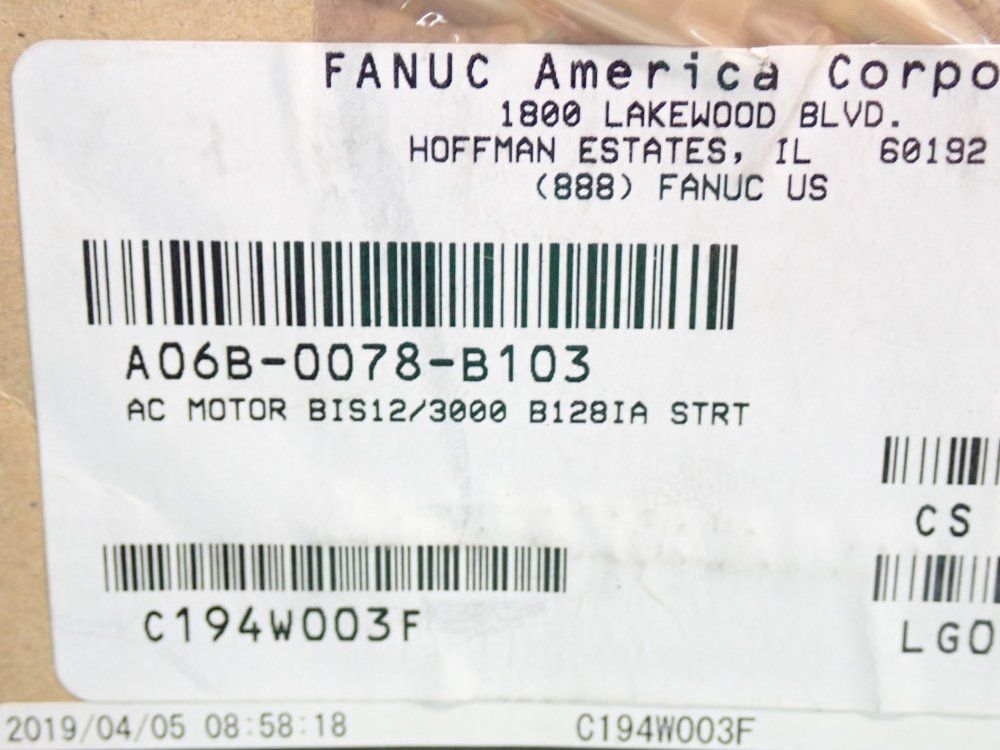 FANUC America Corpo
1800 LAKEWOOD BLVD.
HOFFMAN ESTATES, IL 60192
(888) FANUC US
A06B-0078-B103
AC MOTOR BIS12/3000 B128IA STRT
CS
C194W003F
LG0
2019/04/05 08:58:18 C194W003F